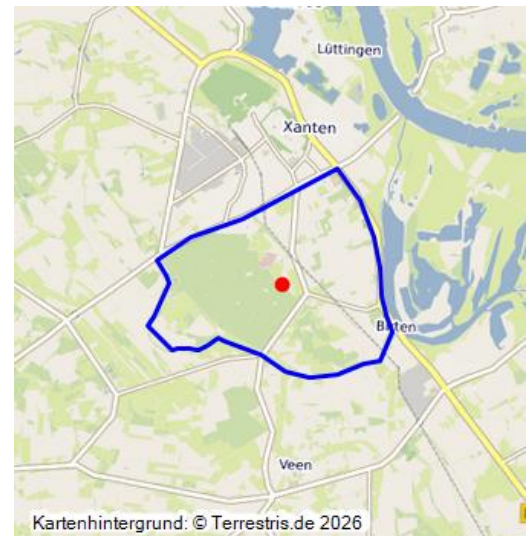 Lüttingen
Xanten
Birten
Veen
Kartenhintergrund: © Terrestris.de 2026